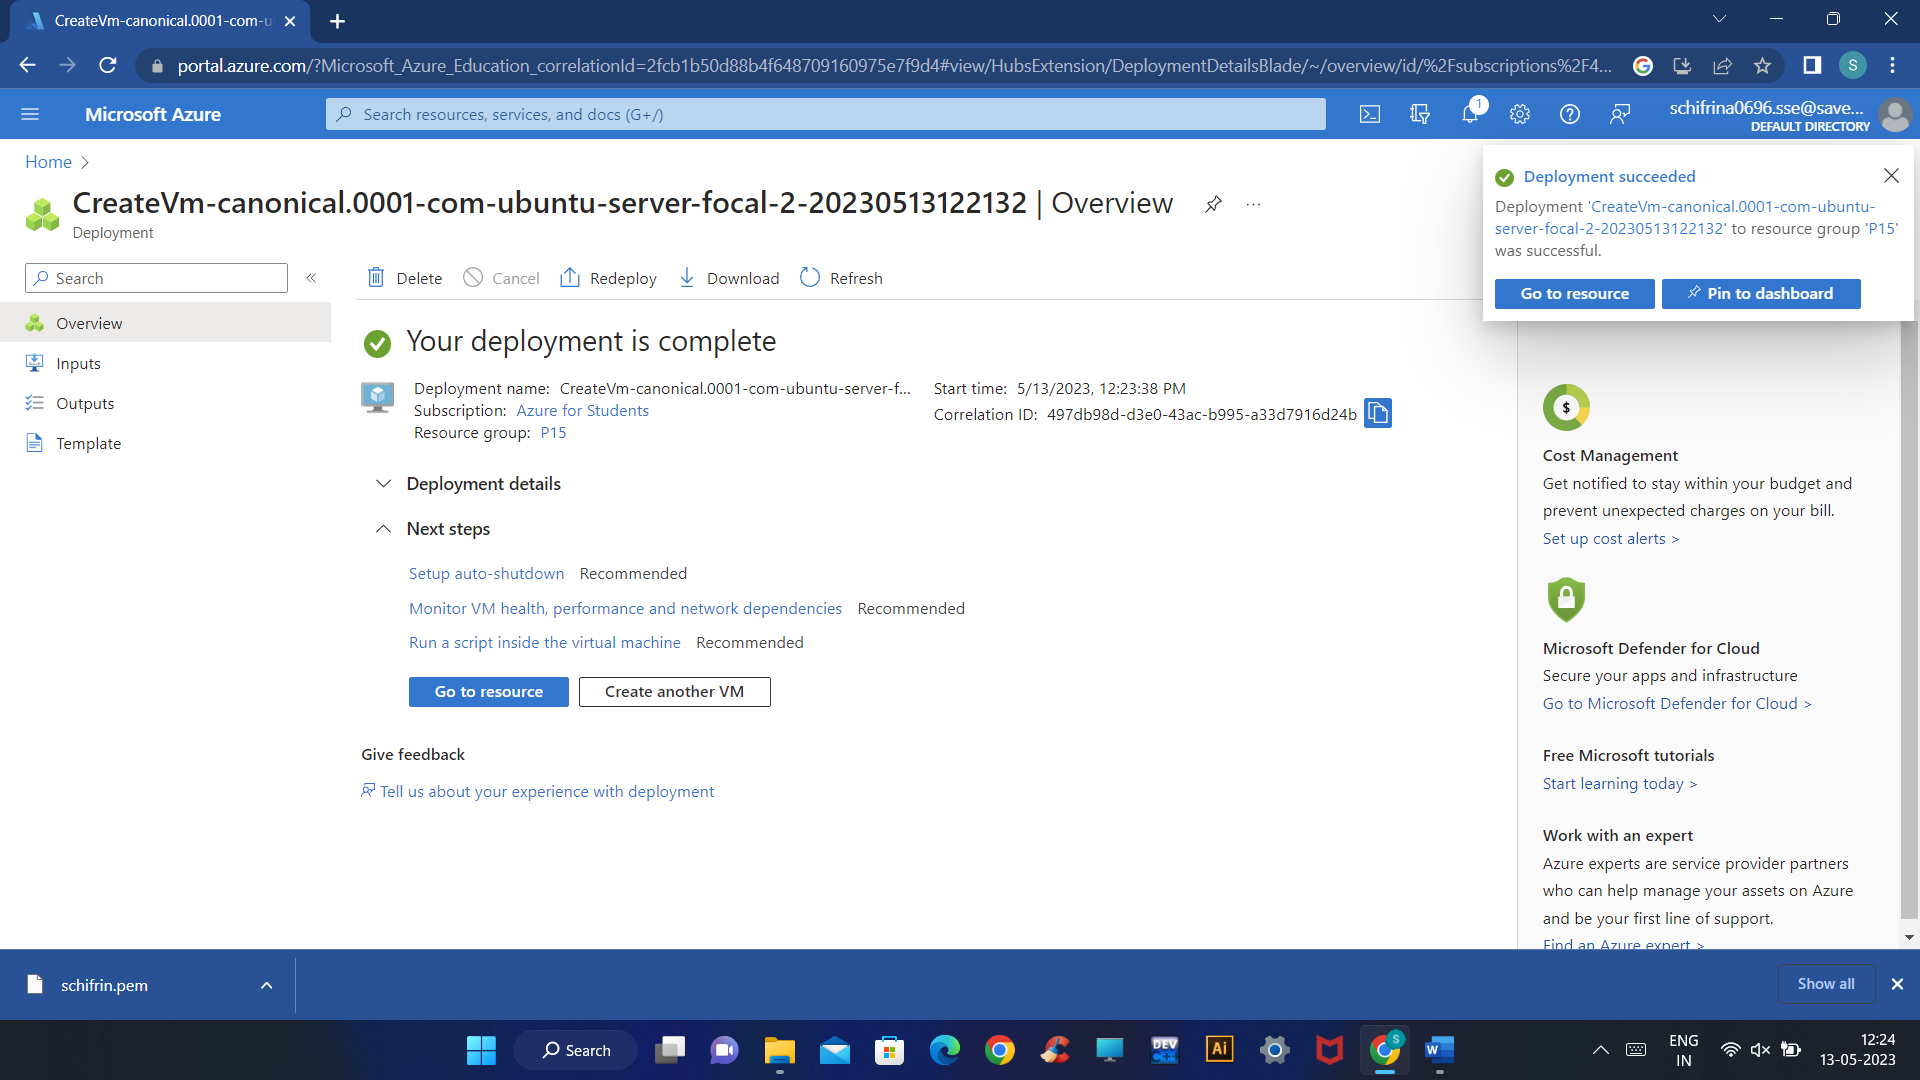 CreateVm-canonical.0001-com-u
portal.azure.com/?Microsoft_Azure_Education_correlationId=2fcb1b50d88b4f648709160975e7f9d4#view/HubsExtension/DeploymentDetailsBlade/~/overview/id/%2Fsubscriptions%2F4...
S
Microsoft Azure
Search resources, services, and docs (G+/)
1
schifrina0696.sse@save...
DEFAULT DIRECTORY
Home
CreateVm-canonical.0001-com-ubuntu-server-focal-2-20230513122132 | Overview
...
Deployment
Deployment succeeded
Deployment 'CreateVm-canonical.0001-com-ubuntu-
server-focal-2-20230513122132' to resource group 'P15'
was successful.
Go to resource
Pin to dashboard
Search
«
Delete
Cancel
Redeploy
Download
Refresh
Overview
Inputs
Outputs
Template
Your deployment is complete
Deployment name: CreateVm-canonical.0001-com-ubuntu-server-f...
Subscription: Azure for Students
Resource group: P15
Start time: 5/13/2023, 12:23:38 PM
Correlation ID: 497db98d-d3e0-43ac-b995-a33d7916d24b
Deployment details
Next steps
Setup auto-shutdown Recommended
Monitor VM health, performance and network dependencies Recommended
Run a script inside the virtual machine Recommended
Go to resource
Create another VM
Give feedback
Tell us about your experience with deployment
$
Cost Management
Get notified to stay within your budget and
prevent unexpected charges on your bill.
Set up cost alerts >
Microsoft Defender for Cloud
Secure your apps and infrastructure
Go to Microsoft Defender for Cloud >
Free Microsoft tutorials
Start learning today >
Work with an expert
Azure experts are service provider partners
who can help manage your assets on Azure
and be your first line of support.
Find an Azure expert >
schifrin.pem
Show all
Search
DEV
C++
Ai
S
W
ENG
IN
12:24
13-05-2023